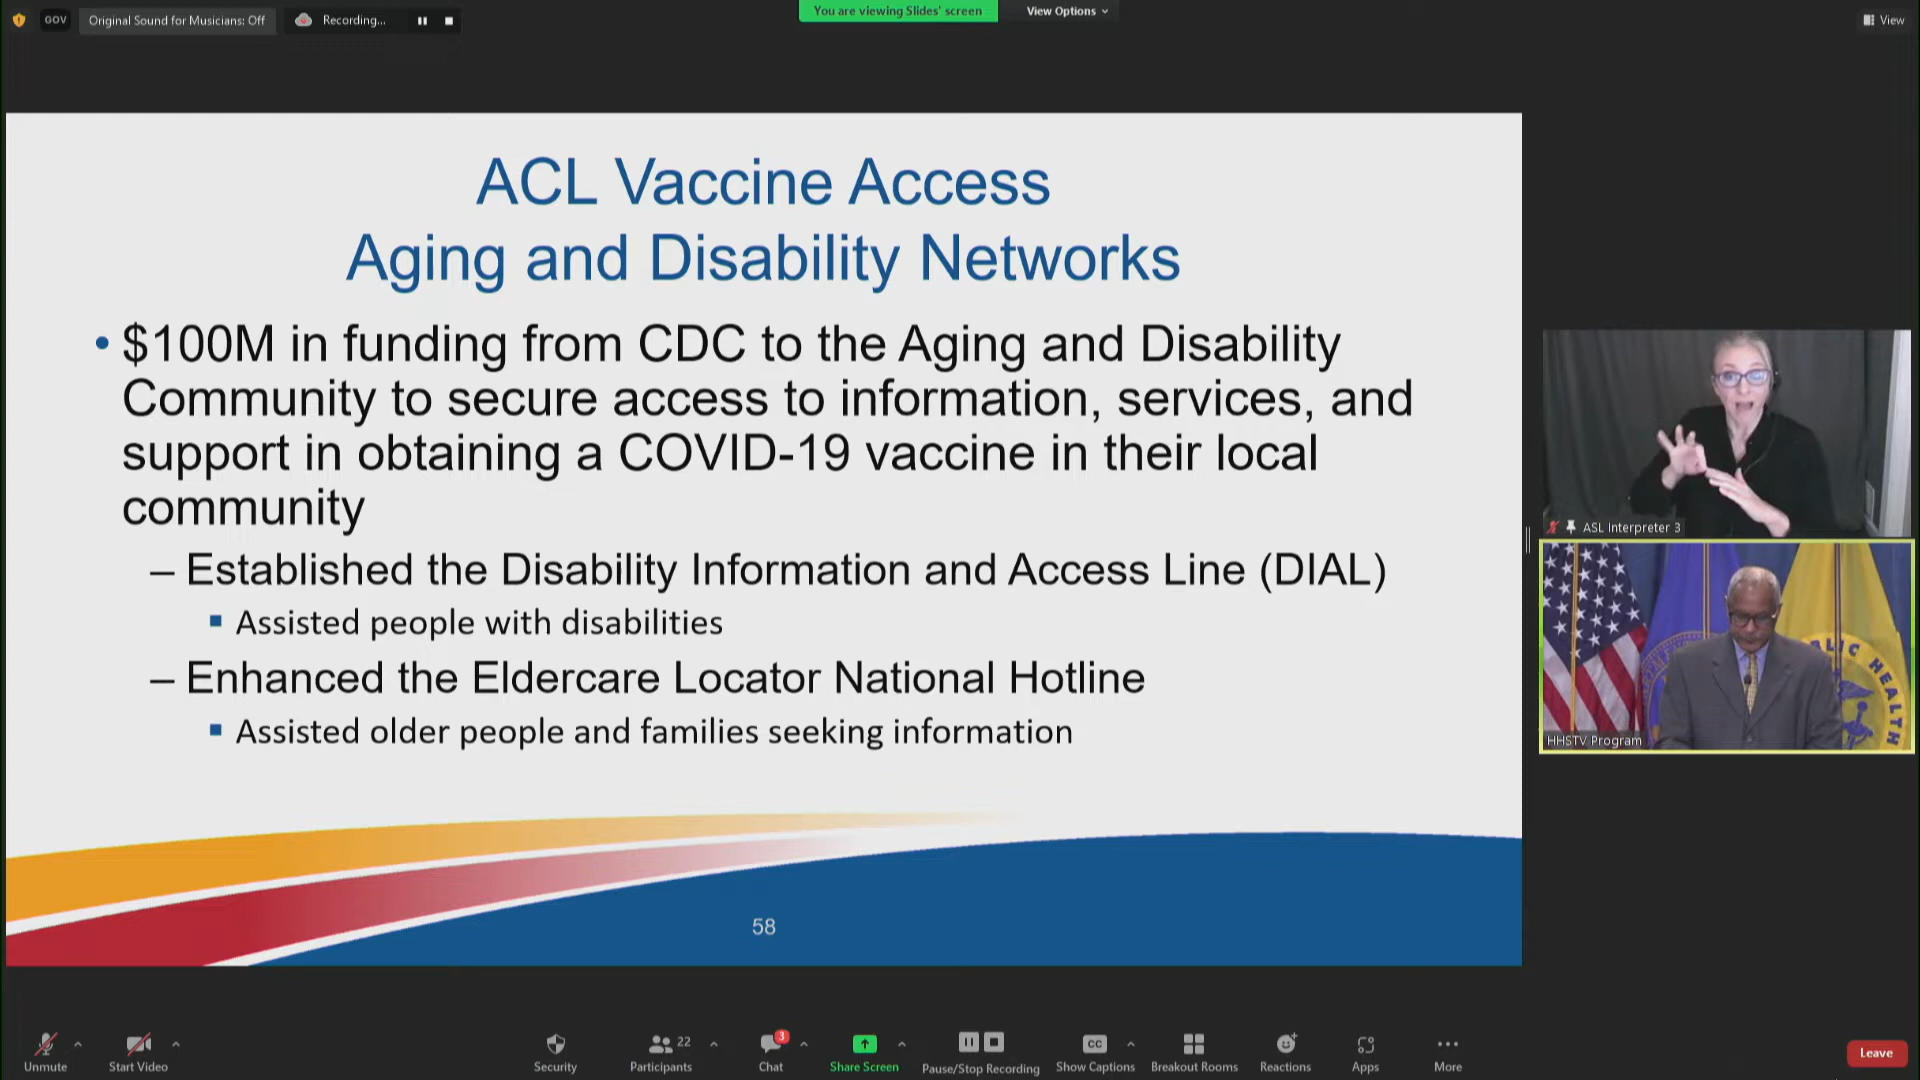 GOV
Original Sound for Musicians: Off
Recording...
You are viewing Slides' screen
View Options
View
ACL Vaccine Access
Aging and Disability Networks
• $100M in funding from CDC to the Aging and Disability
Community to secure access to information, services, and
support in obtaining a COVID-19 vaccine in their local
community
– Established the Disability Information and Access Line (DIAL)
▪ Assisted people with disabilities
– Enhanced the Eldercare Locator National Hotline
▪ Assisted older people and families seeking information
58
ASL Interpreter 3
LIC HEALTH
HHSTV Program
Unmute
Start Video
Security
22
Participants
3
Chat
Share Screen
Pause/Stop Recording
CC
Show Captions
Breakout Rooms
Reactions
Apps
More
Leave